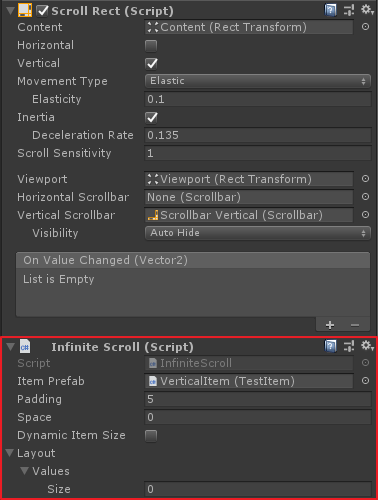 Scroll Rect (Script)
Content Content (Rect Transform)
Horizontal
Vertical
Movement Type Elastic
Elasticity 0.1
Inertia
Deceleration Rate 0.135
Scroll Sensitivity 1
Viewport Viewport (Rect Transform)
Horizontal Scrollbar None (Scrollbar)
Vertical Scrollbar Scrollbar Vertical (Scrollbar)
Visibility Auto Hide
On Value Changed (Vector2)
List is Empty
Infinite Scroll (Script)
Script InfiniteScroll
Item Prefab VerticalItem (TestItem)
Padding 5
Space 0
Dynamic Item Size
Layout
Values
Size 0